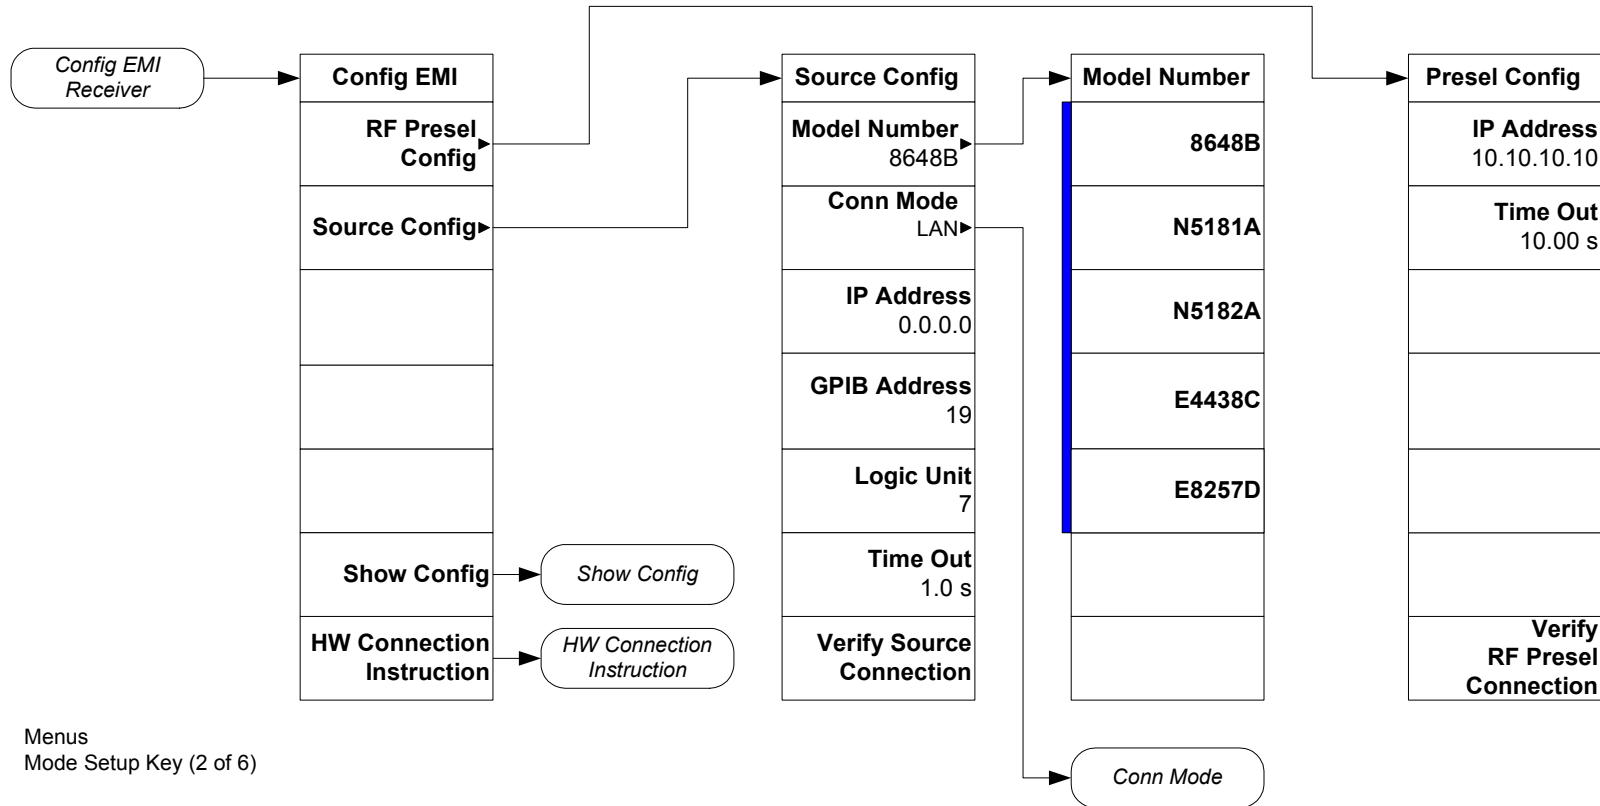 Config EMI
Receiver
Config EMI
RF Presel
Config
Source Config
Show Config
HW Connection
Instruction
Show Config
HW Connection
Instruction
Source Config
Model Number
8648B
Conn Mode
LAN
IP Address
0.0.0.0
GPIB Address
19
Logic Unit
7
Time Out
1.0 s
Verify Source
Connection
Model Number
8648B
N5181A
N5182A
E4438C
E8257D
Conn Mode
Presel Config
IP Address
10.10.10.10
Time Out
10.00 s
Verify
RF Presel
Connection
Menus
Mode Setup Key (2 of 6)